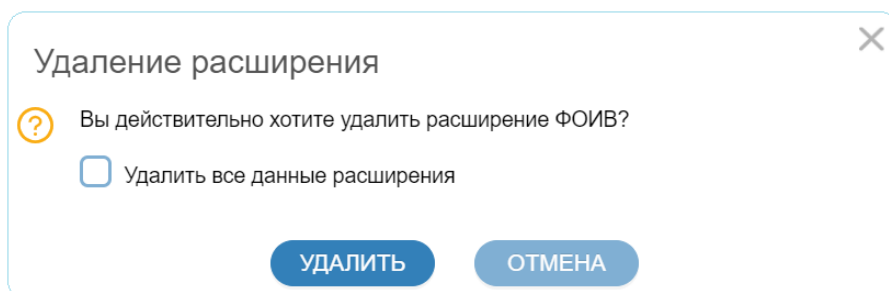 Удаление расширения
Вы действительно хотите удалить расширение ФОИВ?
Удалить все данные расширения
УДАЛИТЬ ОТМЕНА